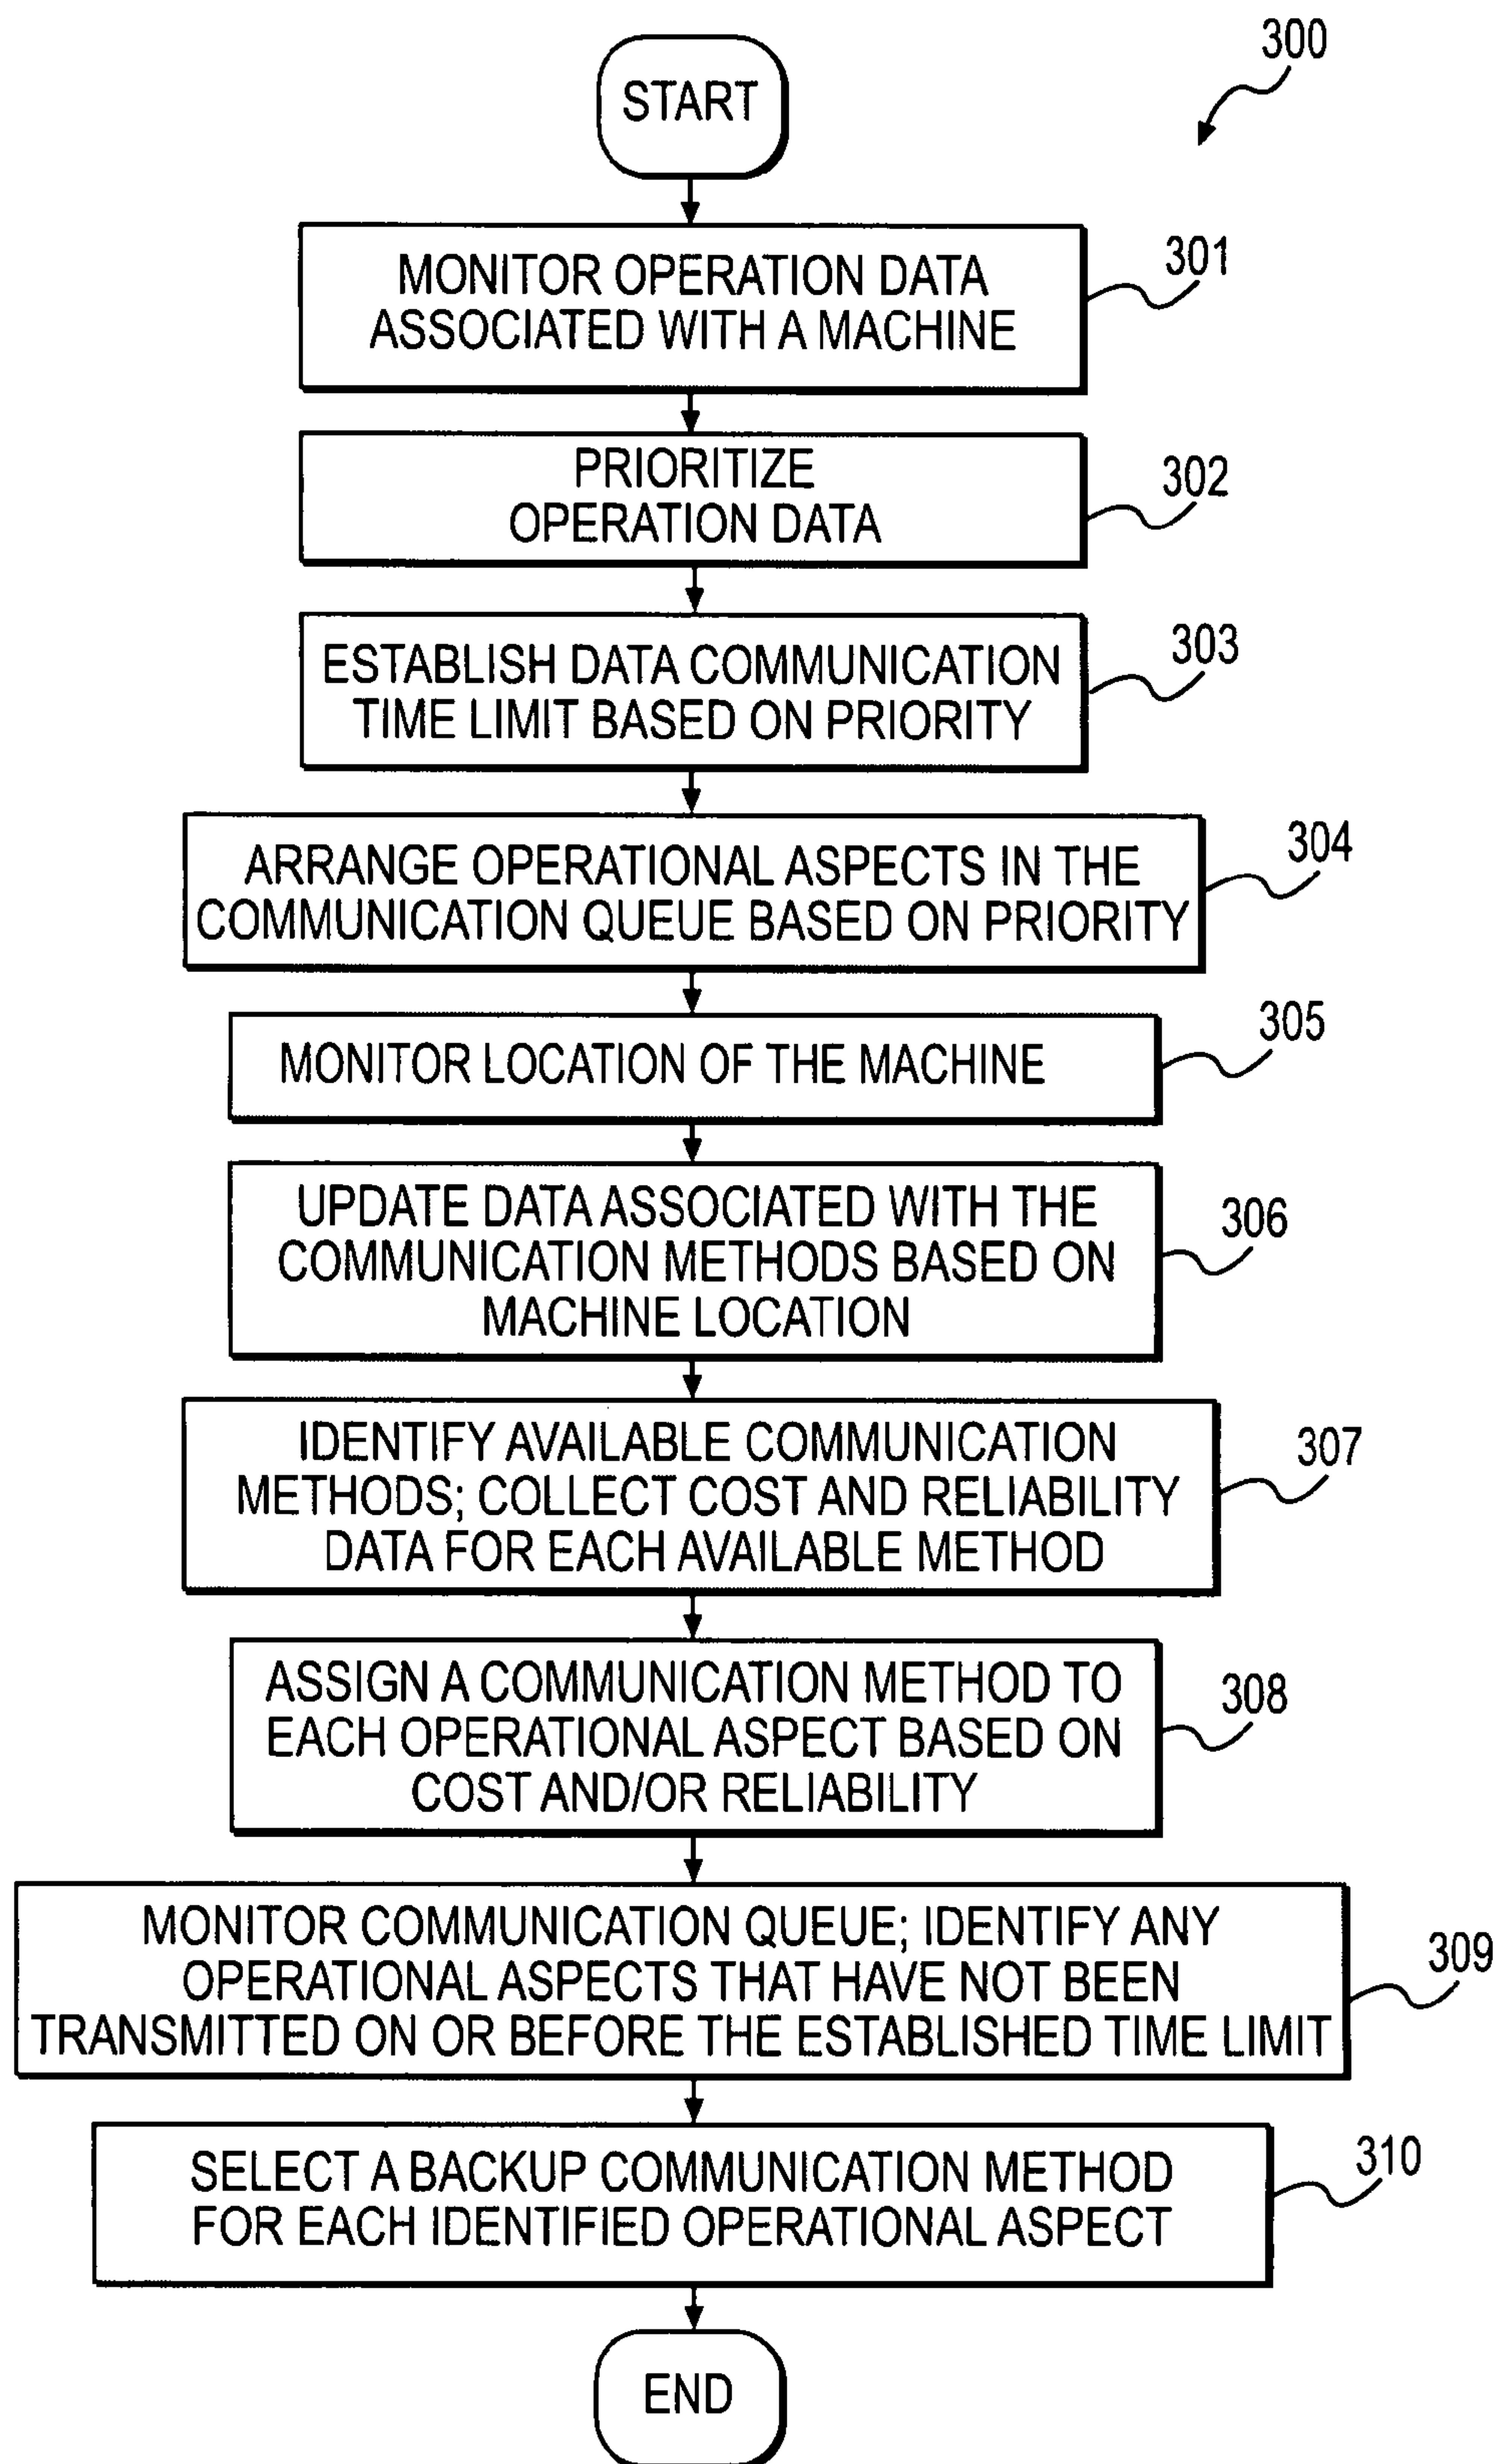 300
START
MONITOR OPERATION DATA
ASSOCIATED WITH A MACHINE
301
PRIORITIZE
OPERATION DATA
302
ESTABLISH DATA COMMUNICATION
TIME LIMIT BASED ON PRIORITY
303
ARRANGE OPERATIONAL ASPECTS IN THE
COMMUNICATION QUEUE BASED ON PRIORITY
304
MONITOR LOCATION OF THE MACHINE
305
UPDATE DATA ASSOCIATED WITH THE
COMMUNICATION METHODS BASED ON
MACHINE LOCATION
306
IDENTIFY AVAILABLE COMMUNICATION
METHODS; COLLECT COST AND RELIABILITY
DATA FOR EACH AVAILABLE METHOD
307
ASSIGN A COMMUNICATION METHOD TO
EACH OPERATIONAL ASPECT BASED ON
COST AND/OR RELIABILITY
308
MONITOR COMMUNICATION QUEUE; IDENTIFY ANY
OPERATIONAL ASPECTS THAT HAVE NOT BEEN
TRANSMITTED ON OR BEFORE THE ESTABLISHED TIME LIMIT
309
SELECT A BACKUP COMMUNICATION METHOD
FOR EACH IDENTIFIED OPERATIONAL ASPECT
310
END